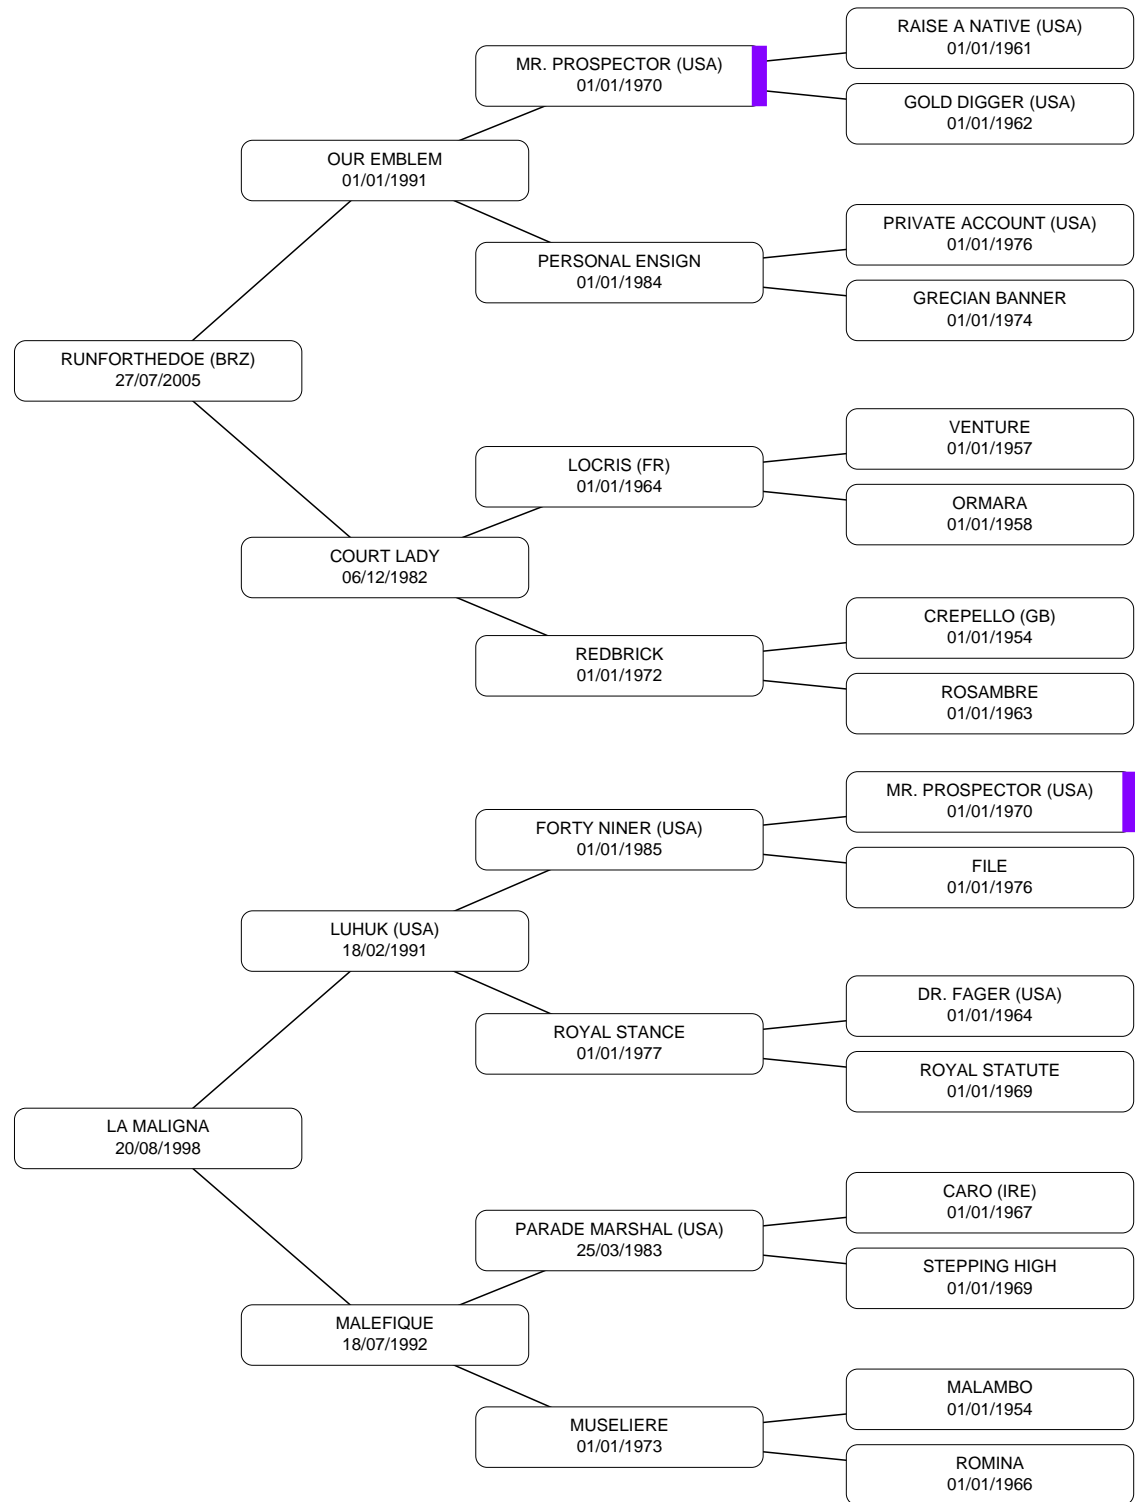 RAISE A NATIVE (USA)
01/01/1961
MR. PROSPECTOR (USA)
01/01/1970
GOLD DIGGER (USA)
01/01/1962
OUR EMBLEM
01/01/1991
PRIVATE ACCOUNT (USA)
01/01/1976
PERSONAL ENSIGN
01/01/1984
GRECIAN BANNER
01/01/1974
RUNFORTHEDOE (BRZ)
27/07/2005
VENTURE
01/01/1957
LOCRIS (FR)
01/01/1964
ORMARA
01/01/1958
COURT LADY
06/12/1982
CREPELLO (GB)
01/01/1954
REDBRICK
01/01/1972
ROSAMBRE
01/01/1963
MR. PROSPECTOR (USA)
01/01/1970
FORTY NINER (USA)
01/01/1985
FILE
01/01/1976
LUHUK (USA)
18/02/1991
DR. FAGER (USA)
01/01/1964
ROYAL STANCE
01/01/1977
ROYAL STATUTE
01/01/1969
LA MALIGNA
20/08/1998
CARO (IRE)
01/01/1967
PARADE MARSHAL (USA)
25/03/1983
STEPPING HIGH
01/01/1969
MALEFIQUE
18/07/1992
MALAMBO
01/01/1954
MUSELIERE
01/01/1973
ROMINA
01/01/1966